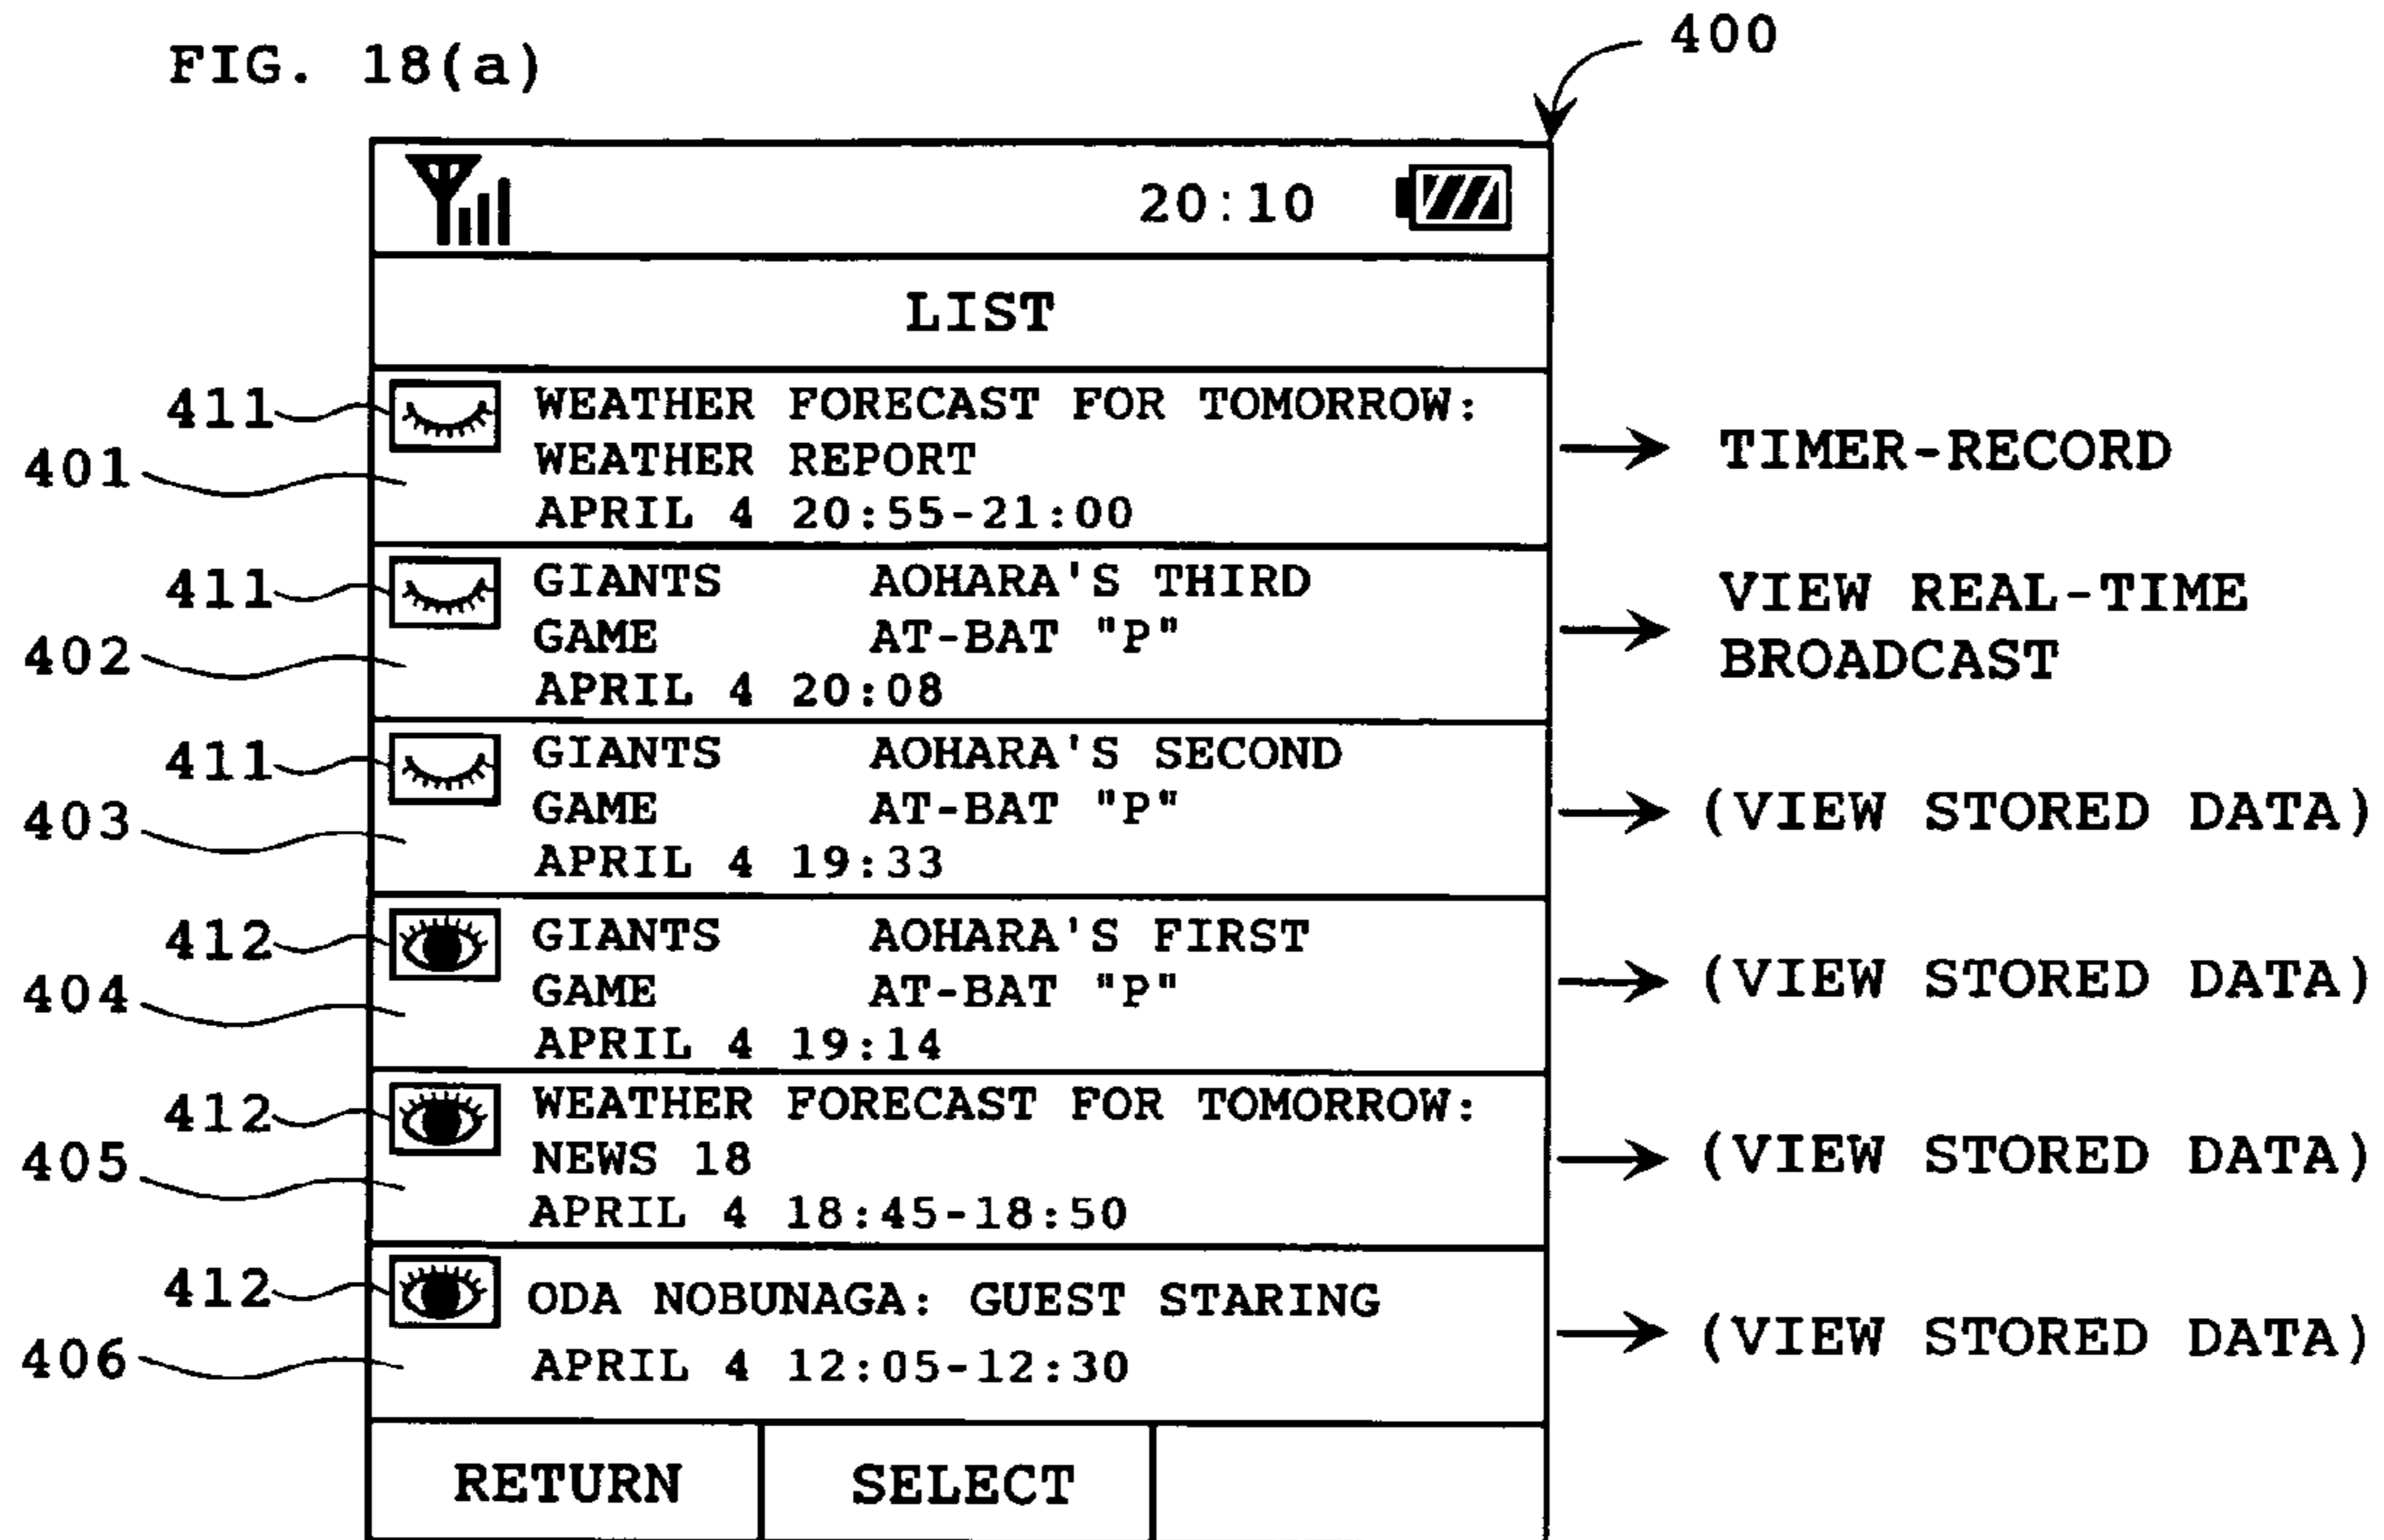 FIG. 18(a)
400
20:10
LIST
411
401
WEATHER FORECAST FOR TOMORROW:
WEATHER REPORT
APRIL 4 20:55-21:00
TIMER-RECORD
411
402
GIANTS AOHARA'S THIRD
GAME AT-BAT "P"
APRIL 4 20:08
VIEW REAL-TIME
BROADCAST
411
403
GIANTS AOHARA'S SECOND
GAME AT-BAT "P"
APRIL 4 19:33
(VIEW STORED DATA)
412
404
GIANTS AOHARA'S FIRST
GAME AT-BAT "P"
APRIL 4 19:14
(VIEW STORED DATA)
412
405
WEATHER FORECAST FOR TOMORROW:
NEWS 18
APRIL 4 18:45-18:50
(VIEW STORED DATA)
412
406
ODA NOBUNAGA: GUEST STARING
APRIL 4 12:05-12:30
(VIEW STORED DATA)
RETURN SELECT